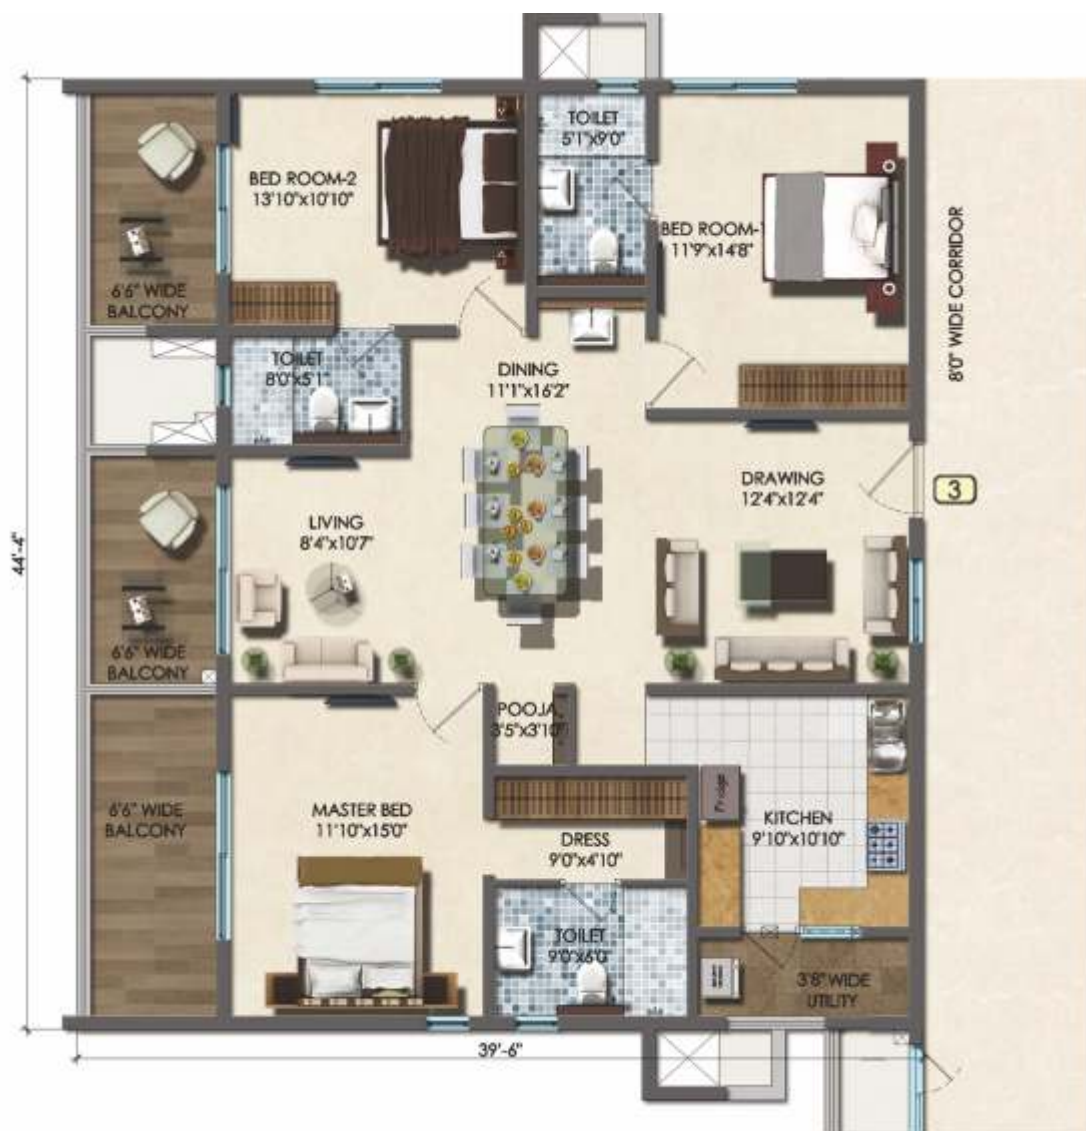 TOILET
5'1"x9'0"
BED ROOM-2
13'10"x10'10"
BED ROOM-1
11'9"x14'8"
8'0" WIDE CORRIDOR
6'6" WIDE
BALCONY
TOILET
8'0"x5'1"
DINING
11'1"x16'2"
DRAWING
12'4"x12'4"
3
LIVING
8'4"x10'7"
44'-4"
6'6" WIDE
BALCONY
POOJA
3'5"x3'10"
6'6" WIDE
BALCONY
MASTER BED
11'10"x15'0"
Fridge
KITCHEN
9'10"x10'10"
DRESS
9'0"x4'10"
TOILET
9'0"x6'0"
3'8" WIDE
UTILITY
39'-6"